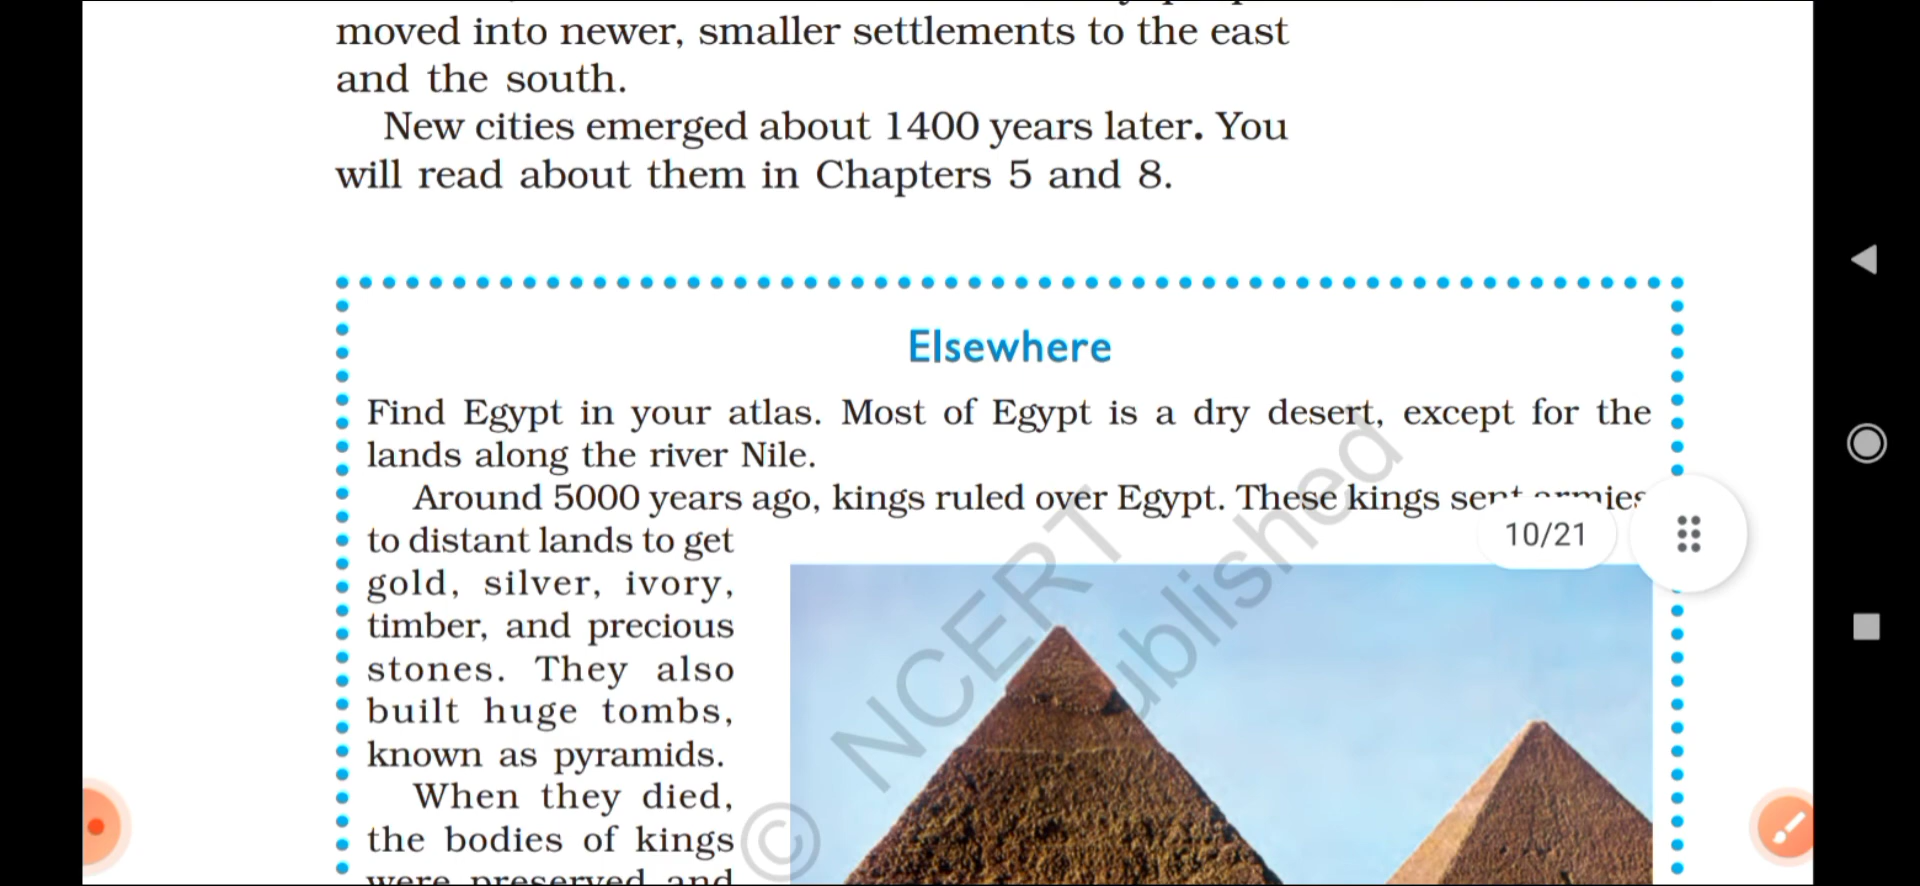 moved into newer, smaller settlements to the east
and the south.
New cities emerged about 1400 years later. You
will read about them in Chapters 5 and 8.
Elsewhere
Find Egypt in your atlas. Most of Egypt is a dry desert, except for the
lands along the river Nile.
Around 5000 years ago, kings ruled over Egypt. These kings sent armies
10/21
to distant lands to get
gold, silver, ivory,
timber, and precious
stones. They also
built huge tombs,
known as pyramids.
When they died,
the bodies of kings
were preserved and
© NCERT